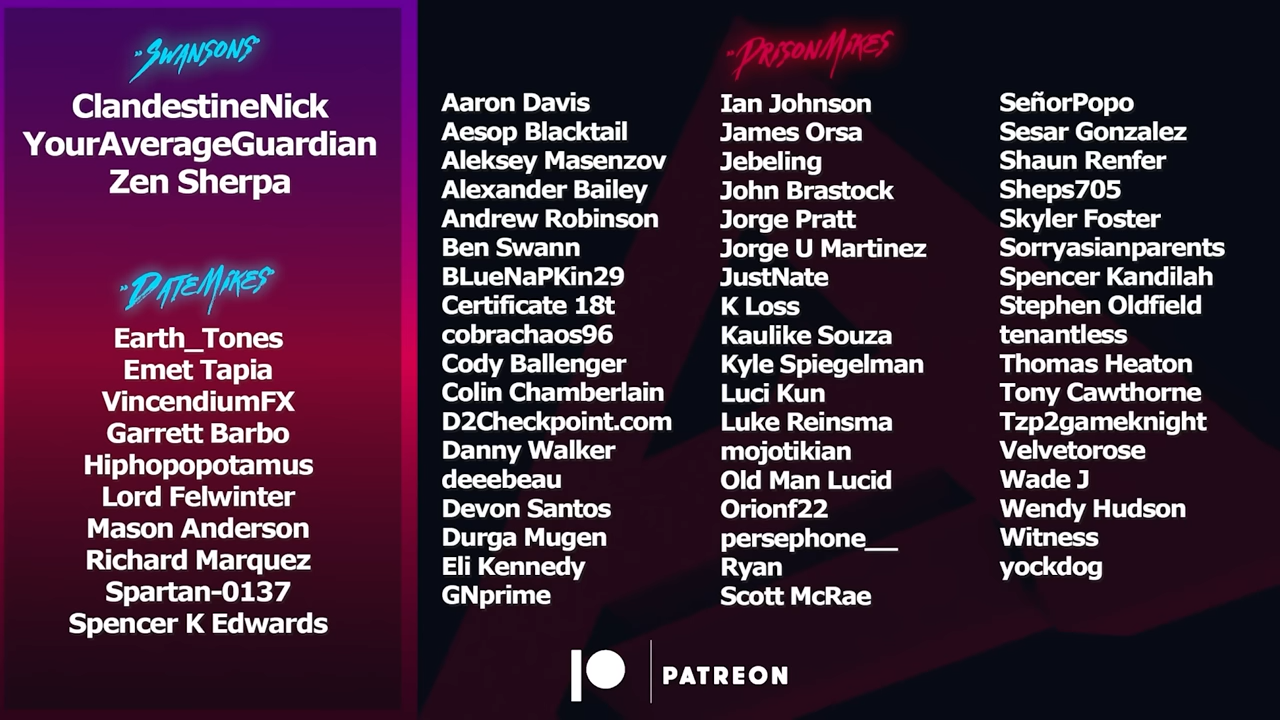 »Swansons»
ClandestineNick
YourAverageGuardian
Zen Sherpa
»DateMikes»
Earth_Tones
Emet Tapia
VincendiumFX
Garrett Barbo
Hiphopopotamus
Lord Felwinter
Mason Anderson
Richard Marquez
Spartan-0137
Spencer K Edwards
»PrisonMikes
Aaron Davis
Aesop Blacktail
Aleksey Masenzov
Alexander Bailey
Andrew Robinson
Ben Swann
BLueNaPKin29
Certificate 18t
cobrachaos96
Cody Ballenger
Colin Chamberlain
D2Checkpoint.com
Danny Walker
deeebeau
Devon Santos
Durga Mugen
Eli Kennedy
GNprime
Ian Johnson
James Orsa
Jebeling
John Brastock
Jorge Pratt
Jorge U Martinez
JustNate
K Loss
Kaulike Souza
Kyle Spiegelman
Luci Kun
Luke Reinsma
mojotikian
Old Man Lucid
Orionf22
persephone__
Ryan
Scott McRae
SeñorPopo
Sesar Gonzalez
Shaun Renfer
Sheps705
Skyler Foster
Sorryasianparents
Spencer Kandilah
Stephen Oldfield
tenantless
Thomas Heaton
Tony Cawthorne
Tzp2gameknight
Velvetorose
Wade J
Wendy Hudson
Witness
yockdog
PATREON